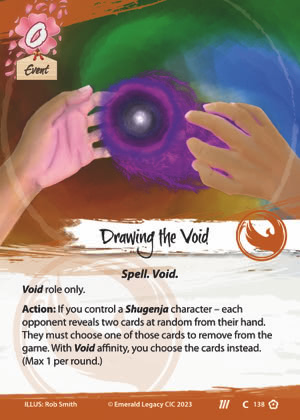 0
Event
Drawing the Void
Spell. Void.
Void role only.
Action: If you control a Shugenja character – each
opponent reveals two cards at random from their hand.
They must choose one of those cards to remove from the
game. With Void affinity, you choose the cards instead.
(Max 1 per round.)
ILLUS: Rob Smith © Emerald Legacy CIC 2023 C 138